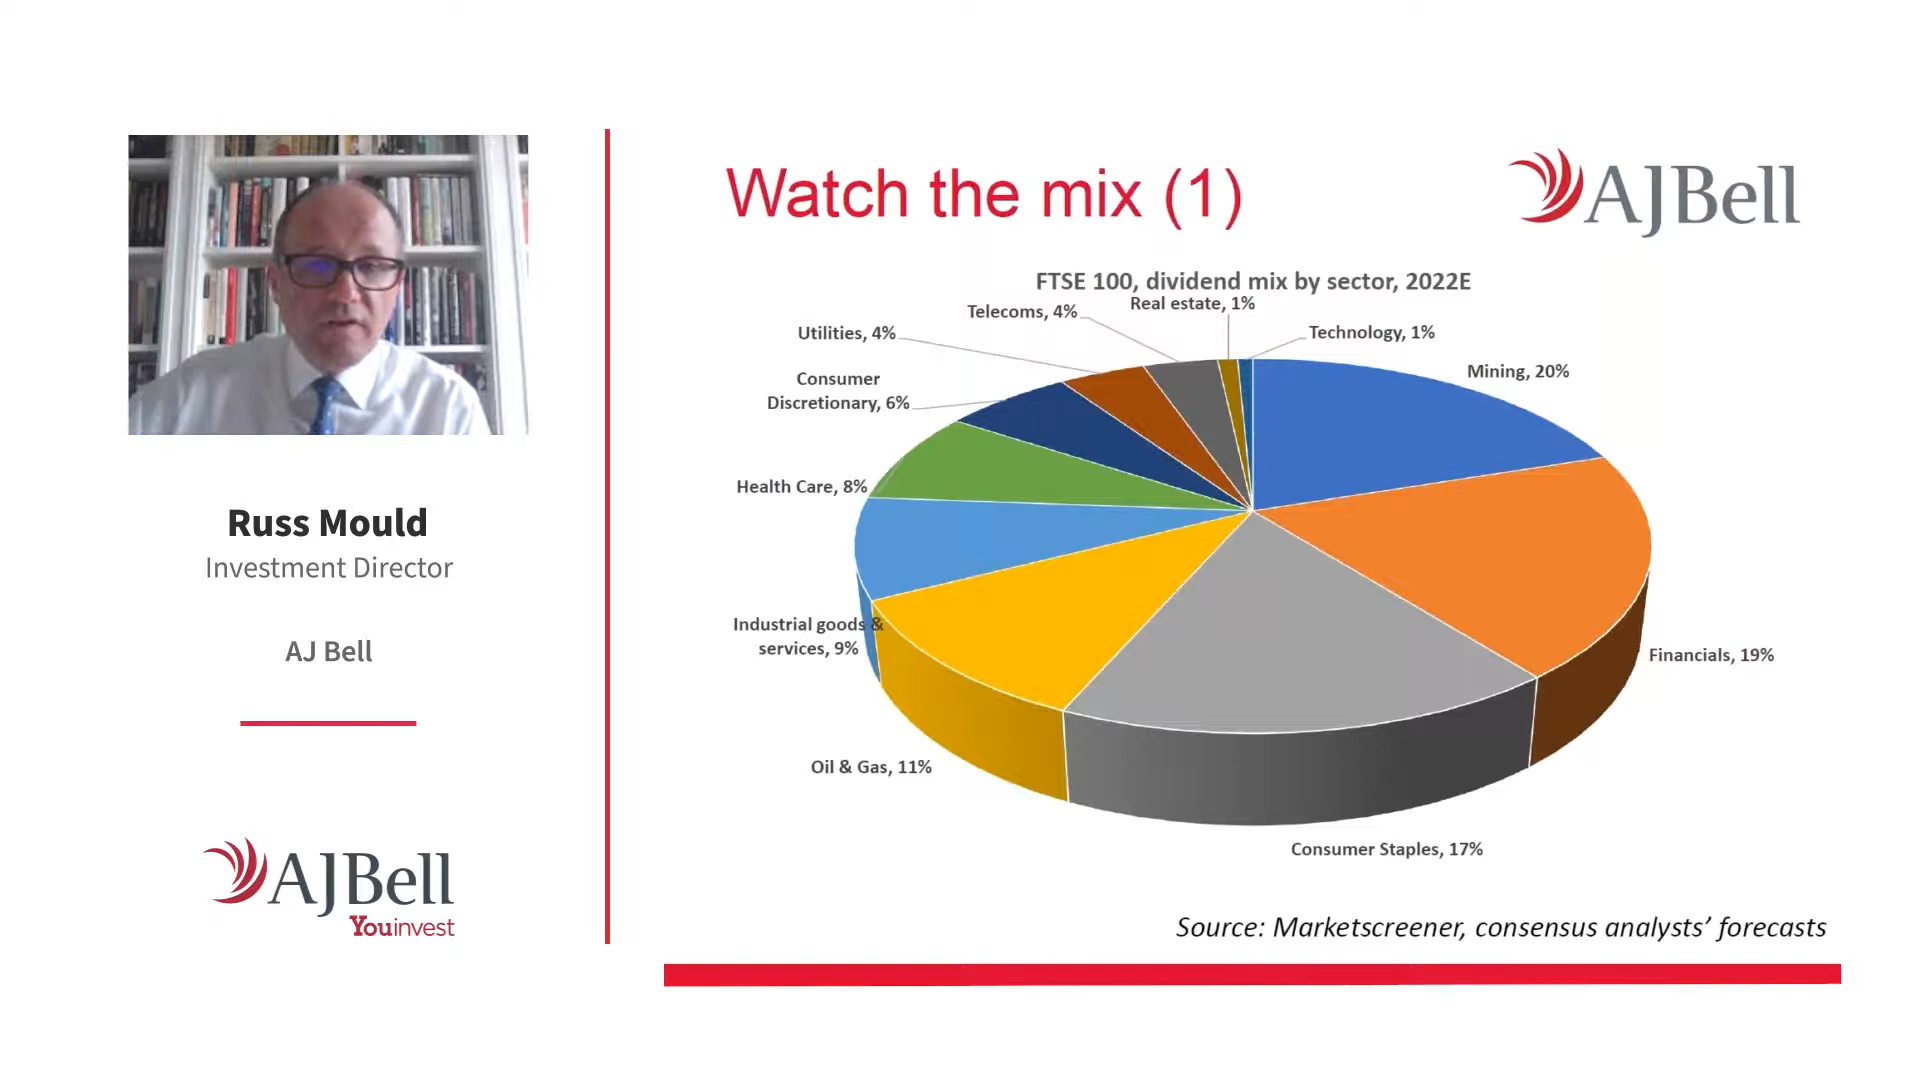 Russ Mould
Investment Director
AJ Bell
AJBell
Youinvest
Watch the mix (1)
AJBell
FTSE 100, dividend mix by sector, 2022E
Real estate, 1%
Telecoms, 4%
Technology, 1%
Utilities, 4%
Mining, 20%
Consumer
Discretionary, 6%
Health Care, 8%
Industrial goods &
services, 9%
Financials, 19%
Oil & Gas, 11%
Consumer Staples, 17%
Source: Marketscreener, consensus analysts’ forecasts